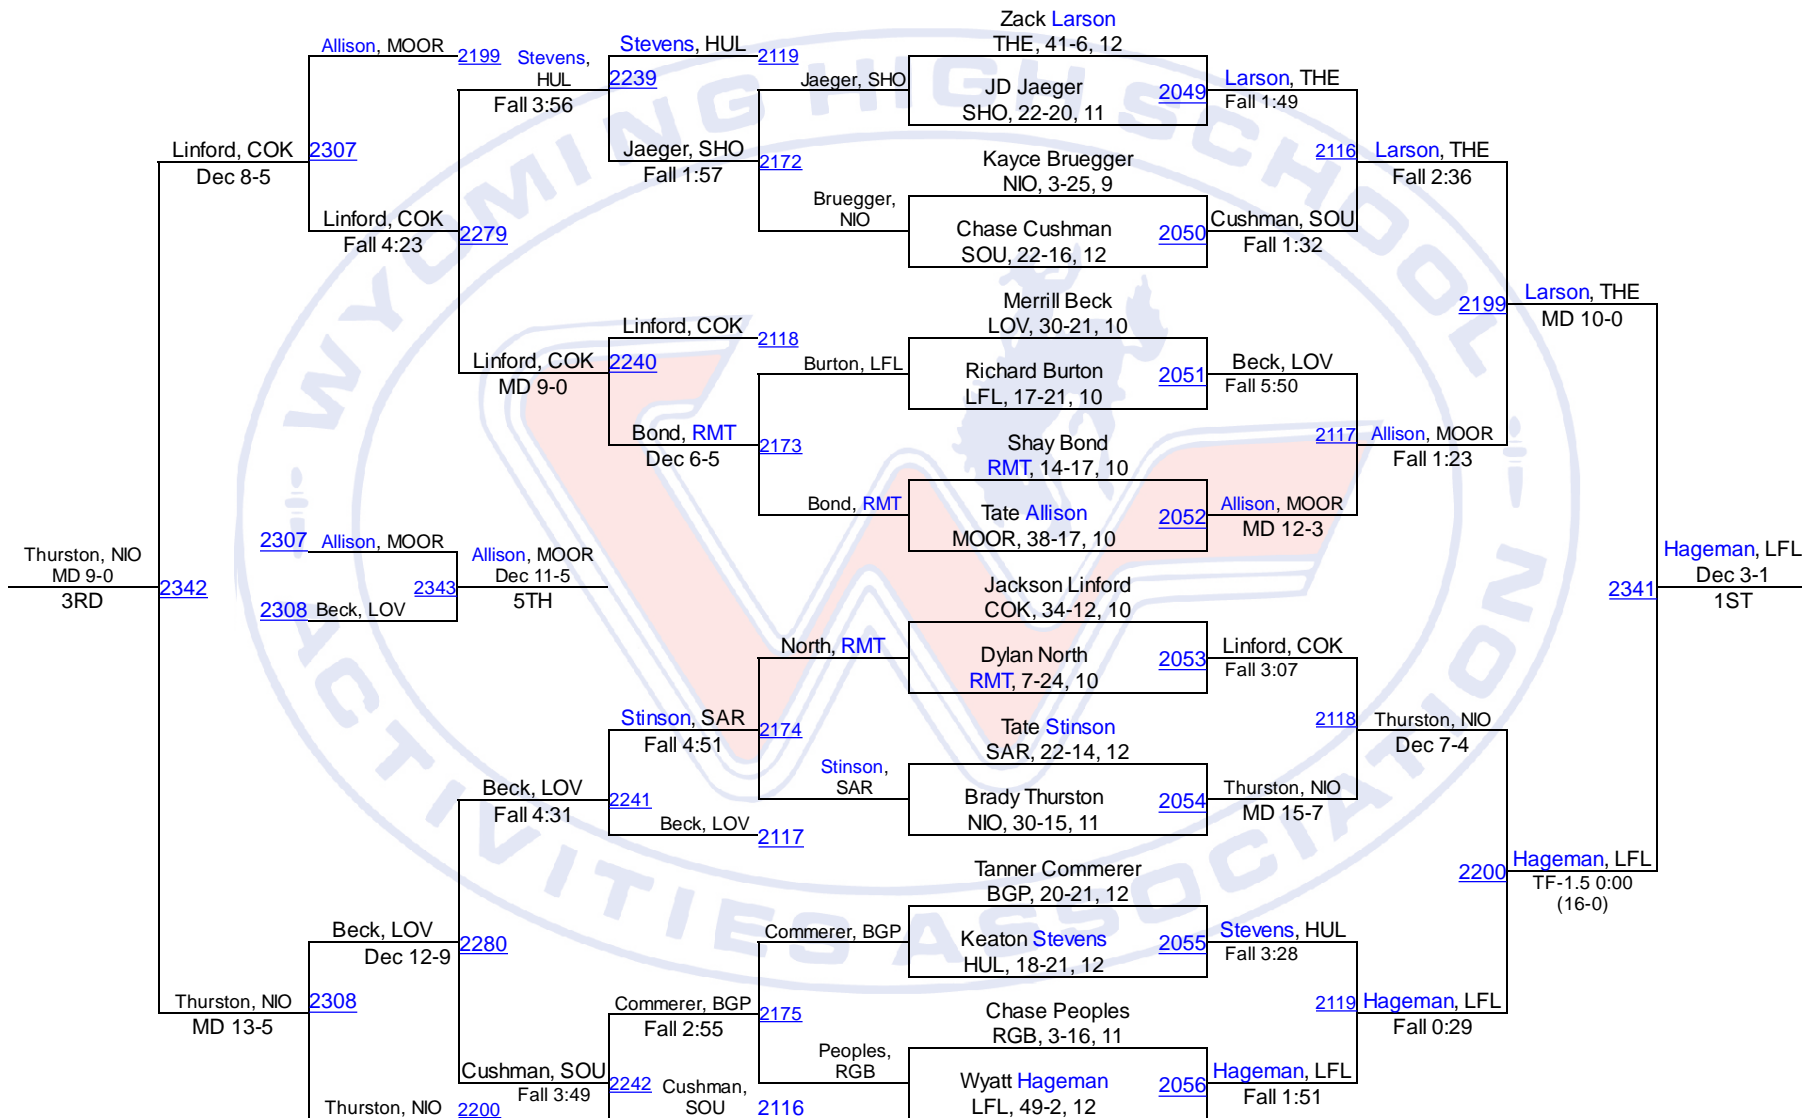 Zack Larson
THE, 41-6, 12
JD Jaeger
SHO, 22-20, 11
2049
Kayce Bruegger
NIO, 3-25, 9
Chase Cushman
SOU, 22-16, 12
2050
Merrill Beck
LOV, 30-21, 10
Richard Burton
LFL, 17-21, 10
2051
Shay Bond
RMT, 14-17, 10
Tate Allison
MOOR, 38-17, 10
2052
Jackson Linford
COK, 34-12, 10
Dylan North
RMT, 7-24, 10
2053
Tate Stinson
SAR, 22-14, 12
Brady Thurston
NIO, 30-15, 11
2054
Tanner Commerer
BGP, 20-21, 12
Keaton Stevens
HUL, 18-21, 12
2055
Chase Peoples
RGB, 3-16, 11
Wyatt Hageman
LFL, 49-2, 12
2056
Larson, THE
Fall 1:49
Cushman, SOU
Fall 1:32
Beck, LOV
Fall 5:50
Allison, MOOR
MD 12-3
Linford, COK
Fall 3:07
Thurston, NIO
MD 15-7
Stevens, HUL
Fall 3:28
Hageman, LFL
Fall 1:51
2116
Larson, THE
Fall 2:36
2117
Allison, MOOR
Fall 1:23
2118
Thurston, NIO
Dec 7-4
2119
Hageman, LFL
Fall 0:29
2199
Larson, THE
MD 10-0
2200
Hageman, LFL
TF-1.5 0:00
(16-0)
2341
Hageman, LFL
Dec 3-1
1ST
Jaeger, SHO
Bruegger,
NIO
Burton, LFL
Bond, RMT
North, RMT
Stinson,
SAR
Commerer, BGP
Peoples,
RGB
Stevens, HUL
2119
Jaeger, SHO
Fall 1:57
2172
Linford, COK
2118
Bond, RMT
Dec 6-5
2173
Stinson, SAR
Fall 4:51
2174
Beck, LOV
2117
Commerer, BGP
Fall 2:55
2175
Cushman,
SOU
2116
Stevens,
HUL
Fall 3:56
2239
Linford, COK
MD 9-0
2240
Beck, LOV
Fall 4:31
2241
Cushman, SOU
Fall 3:49
2242
Allison, MOOR
2199
Linford, COK
Fall 4:23
2279
Beck, LOV
Dec 12-9
2280
Thurston, NIO
2200
Linford, COK
Dec 8-5
2307
Thurston, NIO
MD 13-5
2308
2307
Allison, MOOR
2308
Beck, LOV
2343
Allison, MOOR
Dec 11-5
5TH
Thurston, NIO
MD 9-0
3RD
2342
WYOMING HIGH SCHOOL
ACTIVITIES ASSOCIATION